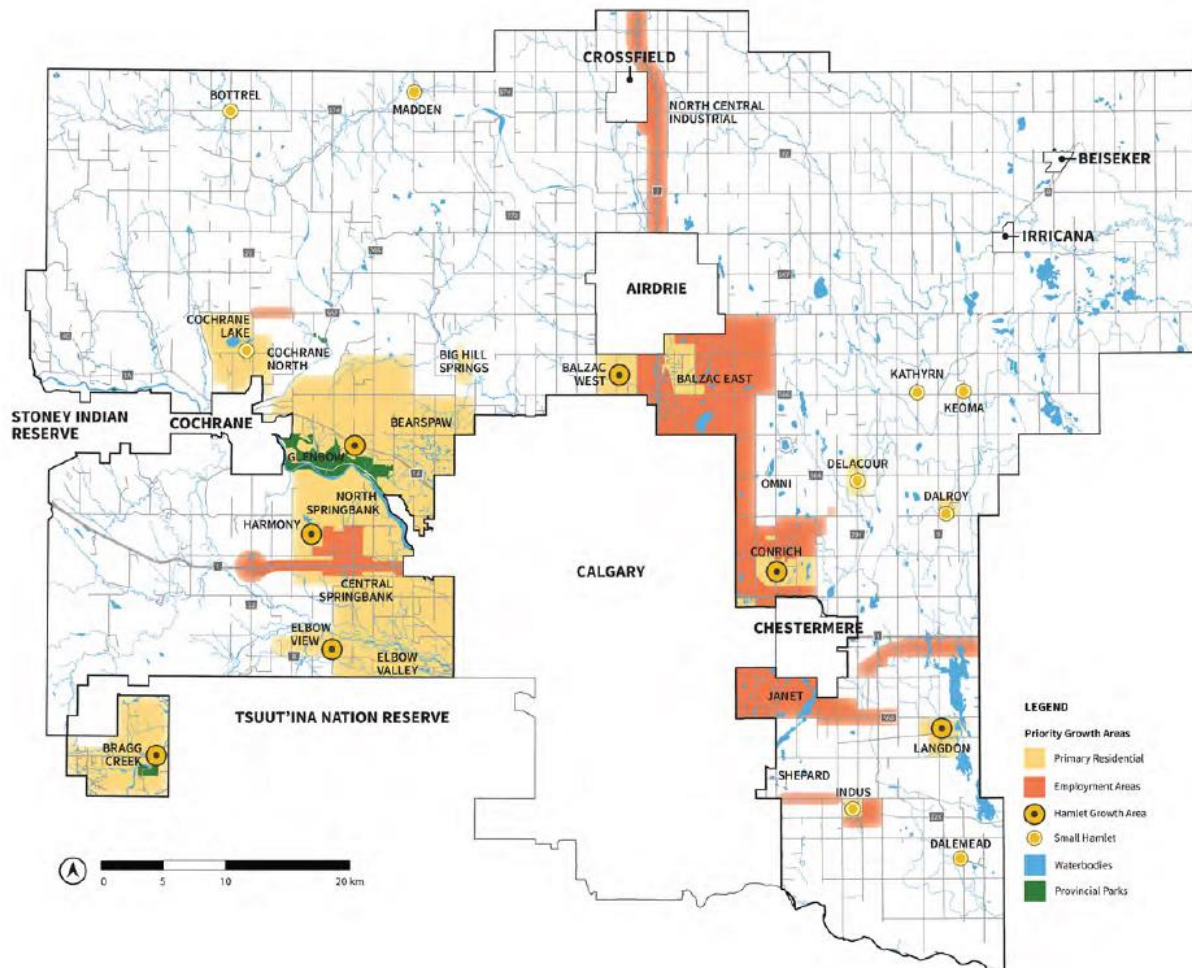 CROSSFIELD
BOTTREL
MADDEN
NORTH CENTRAL
INDUSTRIAL
BEISEKER
IRRICANA
AIRDRIE
COCHRANE
LAKE
COCHRANE
NORTH
BIG HILL
SPRINGS
BALZAC
WEST
BALZAC EAST
KATHYRN
KEOMA
STONEY INDIAN
RESERVE
COCHRANE
BEARSPAW
GLENBOW
DELACOUR
OMNI
DALROY
NORTH
SPRINGBANK
HARMONY
CONRICH
CALGARY
CENTRAL
SPRINGBANK
CHESTERMERE
ELBOW
VIEW
ELBOW
VALLEY
JANET
TSUUT'INA NATION RESERVE
BRAGG
CREEK
LANGDON
SHEPARD
INDUS
DALEMEAD
LEGEND
Priority Growth Areas
Primary Residential
Employment Areas
Hamlet Growth Area
Small Hamlet
Waterbodies
Provincial Parks
0 5 10 20 km